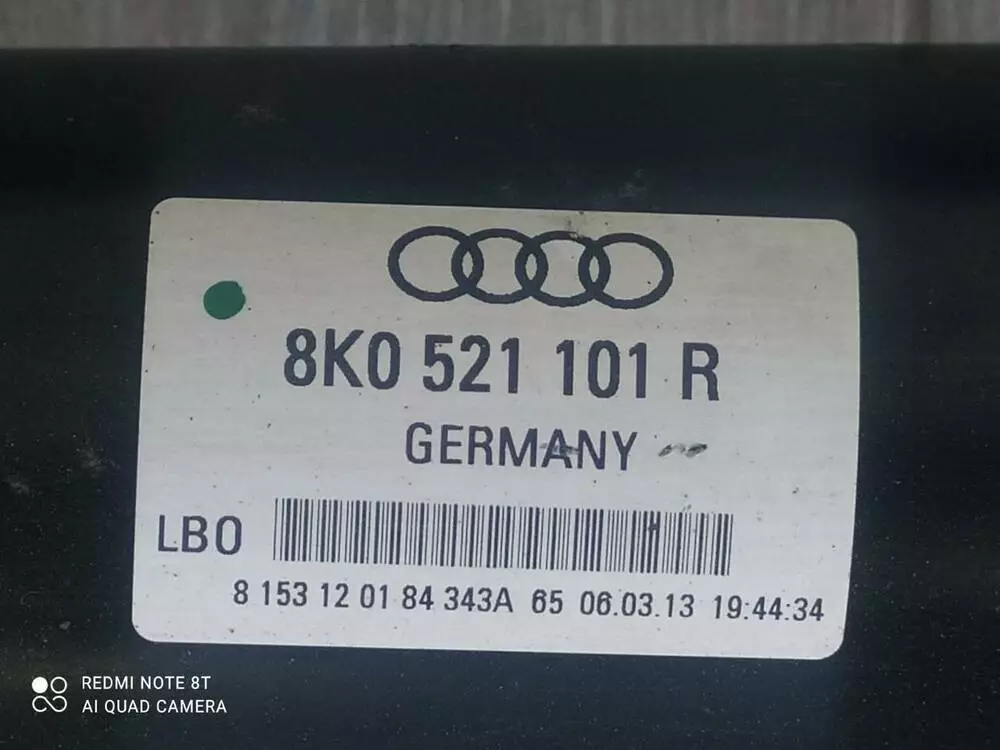 8K0 521 101 R
GERMANY
LBO
8 153 12 01 84 343A 65 06.03.13 19:44:34
REDMI NOTE 8T
AI QUAD CAMERA